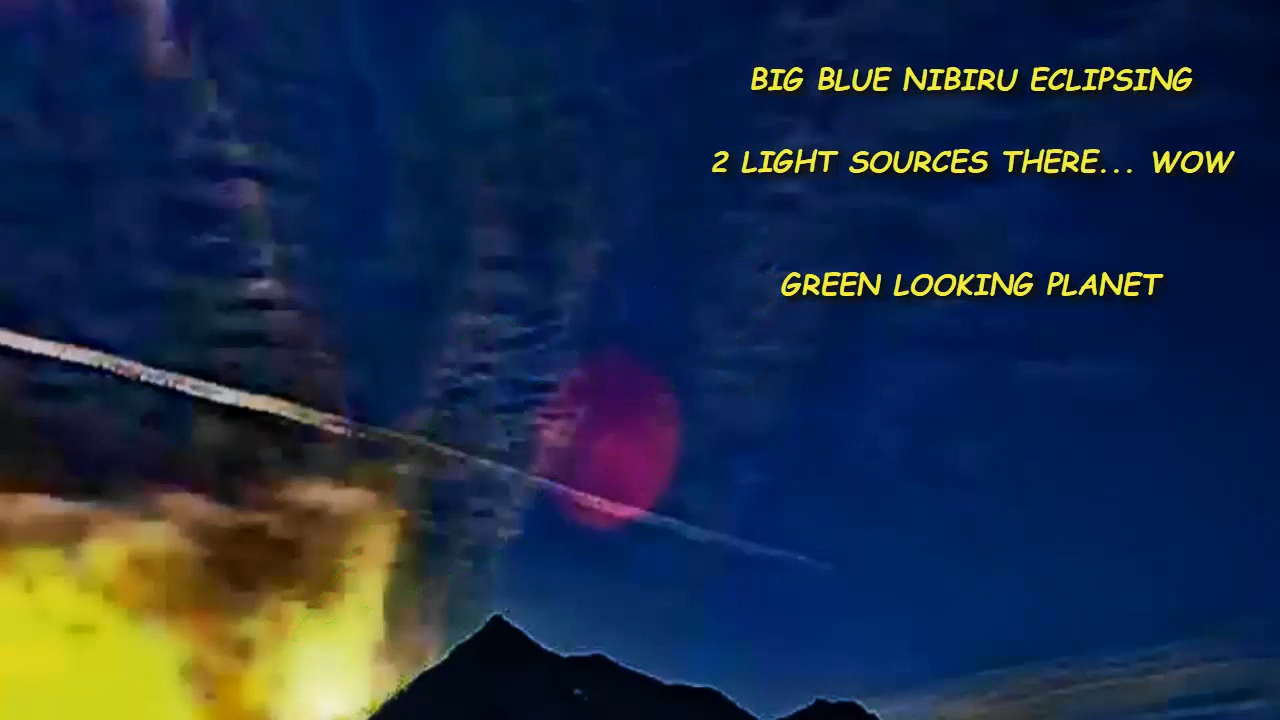 BIG BLUE NIBIRU ECLIPSING
2 LIGHT SOURCES THERE... WOW
GREEN LOOKING PLANET